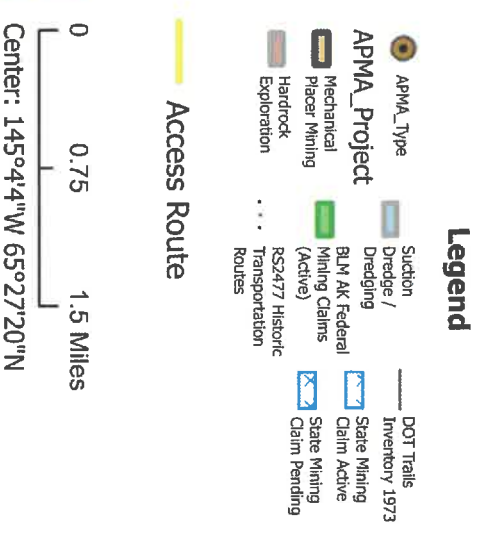 Legend
APMA_Type
APMA_Project
Mechanical
Placer Mining
Hardrock
Exploration
Suction
Dredge /
Dredging
BLM AK Federal
Mining Claims
(Active)
RS2477 Historic
Transportation
Routes
DOT Trails
Inventory 1973
State Mining
Claim Active
State Mining
Claim Pending
Access Route
0 0.75 1.5 Miles
Center: 145°4'4"W 65°27'20"N